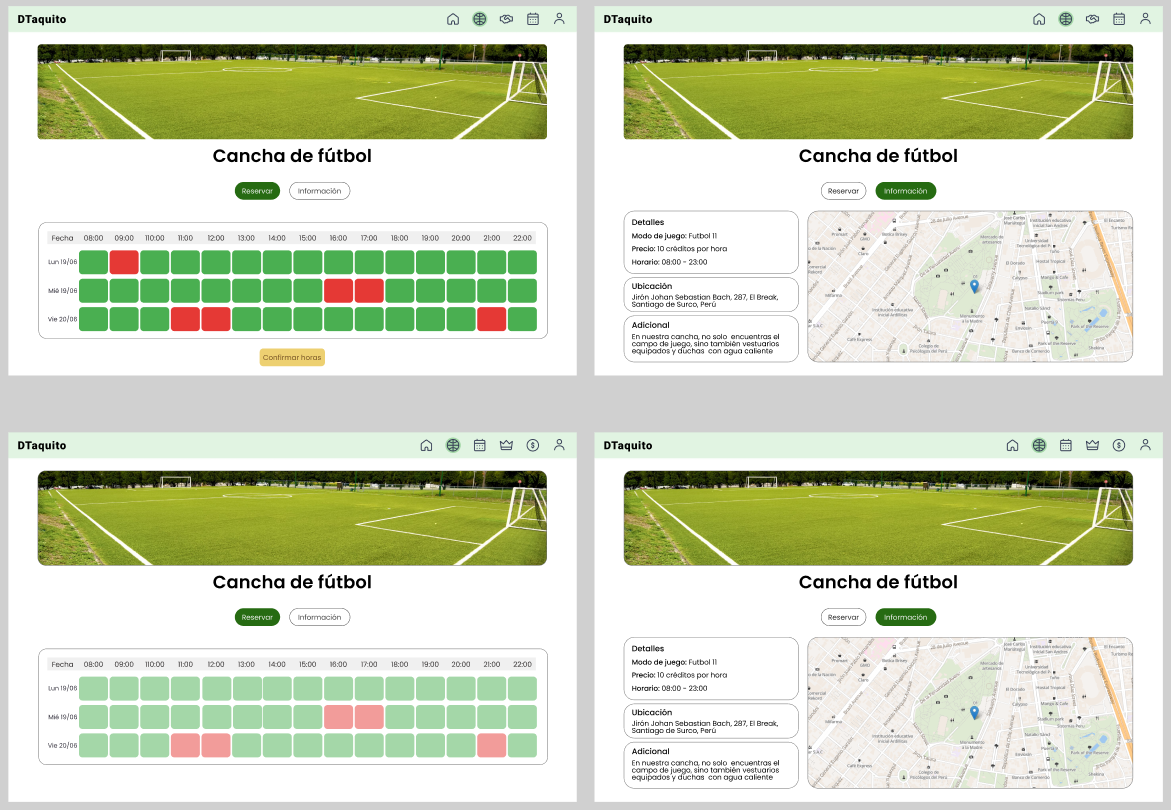 DTaquito
Cancha de fútbol
Reservar
Información
Fecha 08:00 09:00 110:00 11:00 12:00 13:00 14:00 15:00 16:00 17:00 18:00 19:00 20:00 21:00 22:00
Lun 19/06
Mié 19/06
Vie 20/06
Confirmar horas
DTaquito
Cancha de fútbol
Reservar
Información
Detalles
Modo de juego: Futbol 11
Precio: 10 créditos por hora
Horario: 08:00 - 23:00
Ubicación
Jirón Johan Sebastian Bach, 287, El Break,
Santiago de Surco, Perú
Adicional
En nuestra cancha, no solo encuentras el
campo de juego, sino también vestuarios
equipados y duchas con agua caliente
DTaquito
Cancha de fútbol
Reservar
Información
Fecha 08:00 09:00 110:00 11:00 12:00 13:00 14:00 15:00 16:00 17:00 18:00 19:00 20:00 21:00 22:00
Lun 19/06
Mié 19/06
Vie 20/06
DTaquito
Cancha de fútbol
Reservar
Información
Detalles
Modo de juego: Futbol 11
Precio: 10 créditos por hora
Horario: 08:00 - 23:00
Ubicación
Jirón Johan Sebastian Bach, 287, El Break,
Santiago de Surco, Perú
Adicional
En nuestra cancha, no solo encuentras el
campo de juego, sino también vestuarios
equipados y duchas con agua caliente